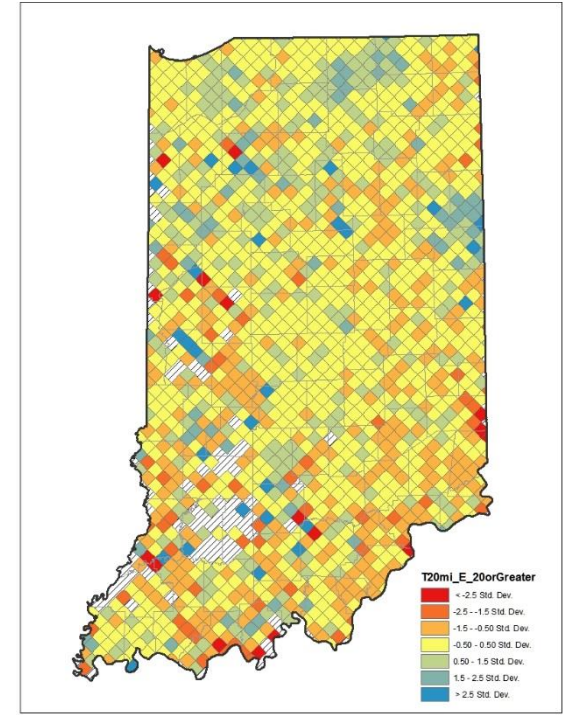 T20mi_E_20orGreater
< -2.5 Std. Dev.
-2.5 - -1.5 Std. Dev.
-1.5 - -0.50 Std. Dev.
-0.50 - 0.50 Std. Dev.
0.50 - 1.5 Std. Dev.
1.5 - 2.5 Std. Dev.
> 2.5 Std. Dev.